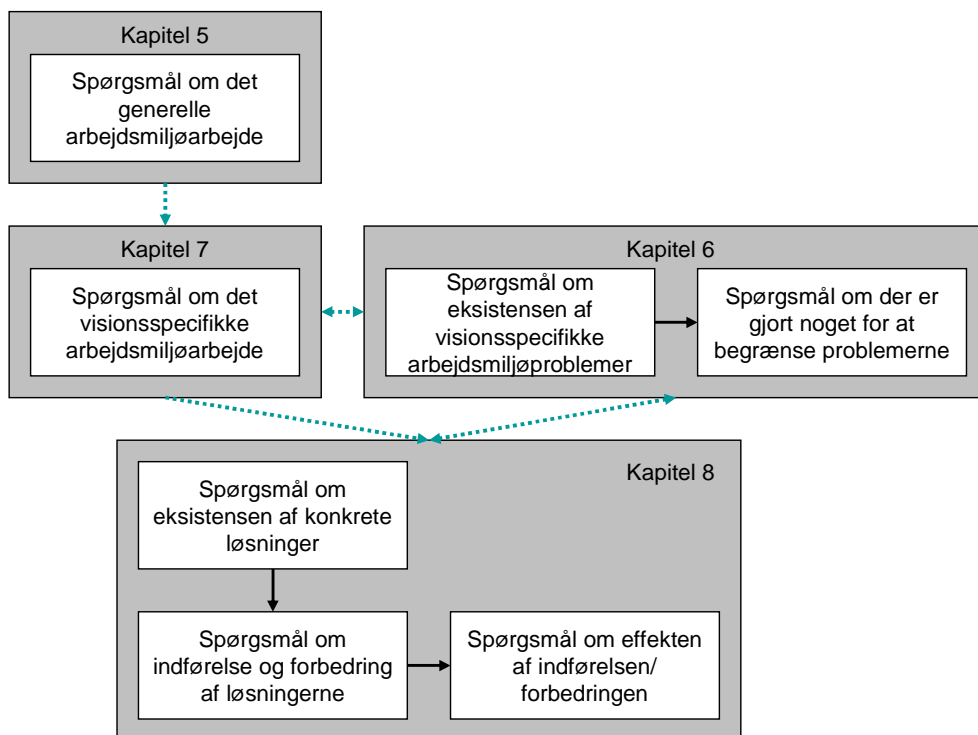 Kapitel 5
Spørgsmål om det
generelle
arbejdsmiljøarbejde
Kapitel 7
Spørgsmål om det
visionsspecifikke
arbejdsmiljøarbejde
Kapitel 6
Spørgsmål om
eksistensen af
visionsspecifikke
arbejdsmiljøproblemer
Spørgsmål om der er
gjort noget for at
begrænse problemerne
Kapitel 8
Spørgsmål om
eksistensen af konkrete
løsninger
Spørgsmål om
indførelse og forbedring
af løsningerne
Spørgsmål om effekten
af indførelsen/
forbedringen